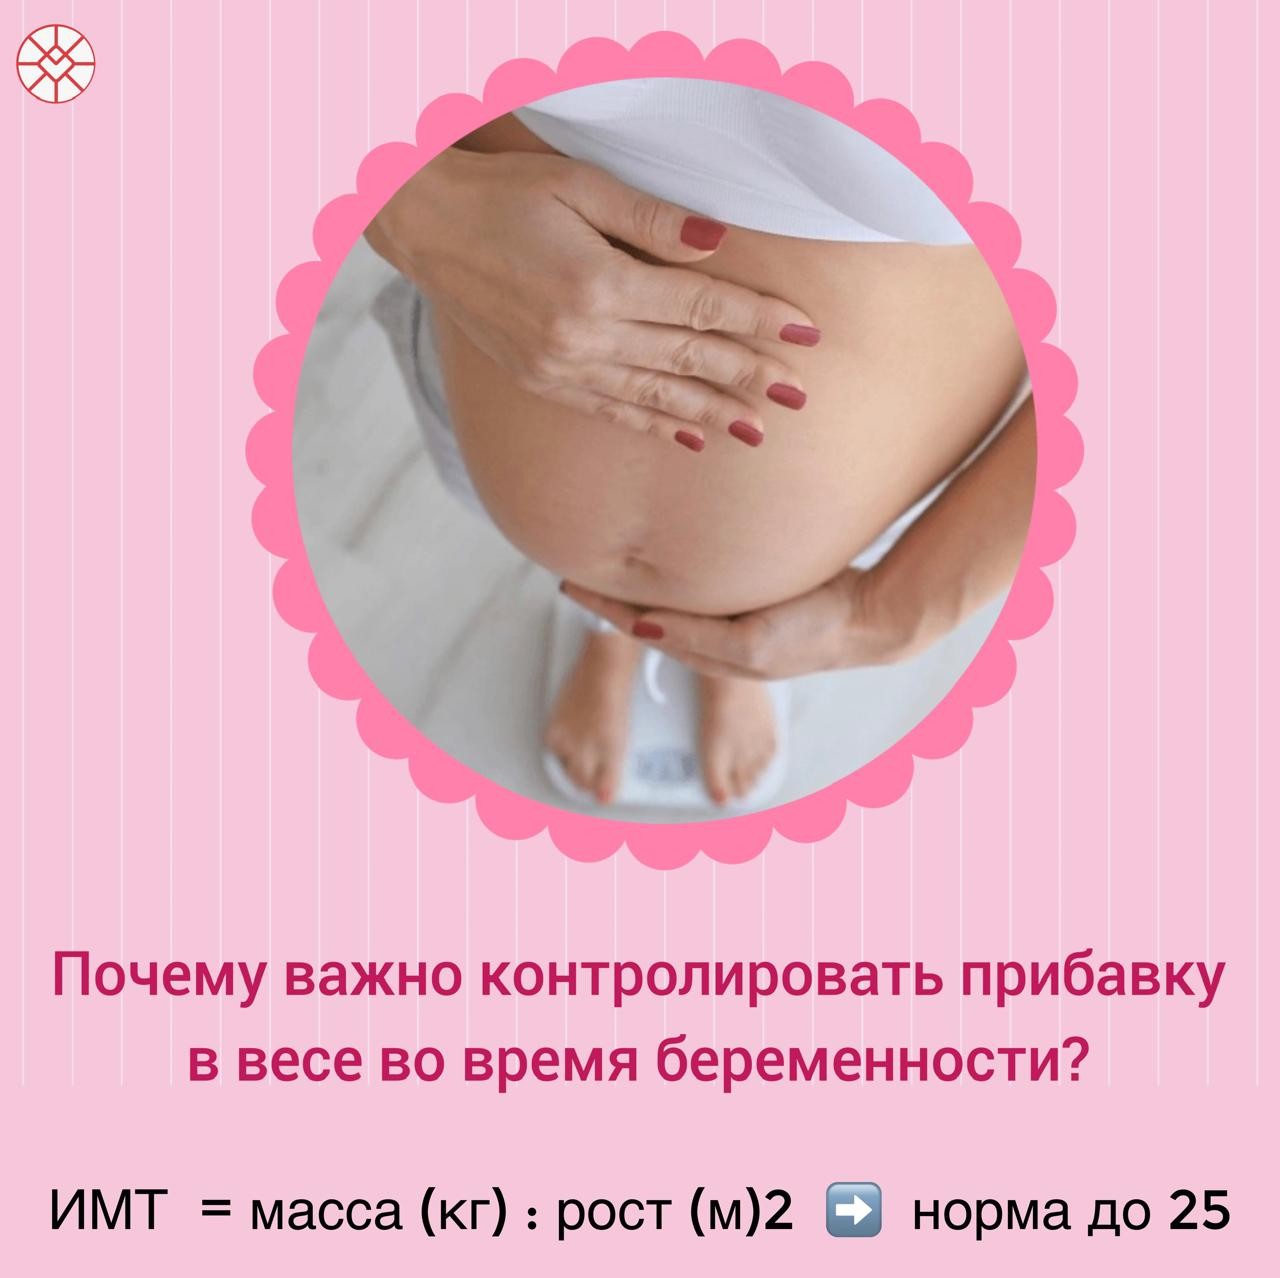 Почему важно контролировать прибавку
в весе во время беременности?
ИМТ = масса (кг) : рост (м)2 ➡️ норма до 25